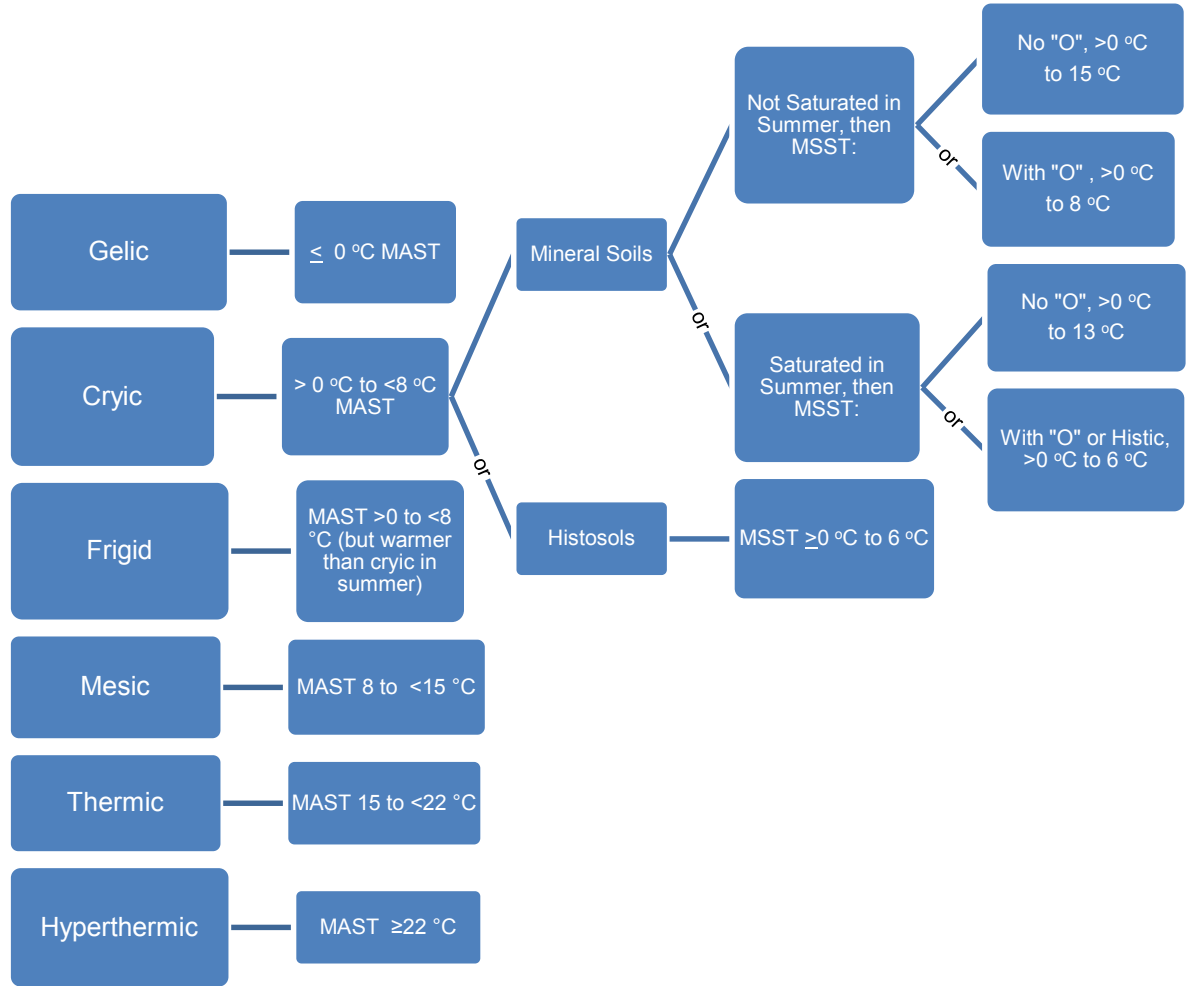 Gelic
≤ 0 °C MAST
Cryic
> 0 °C to <8 °C
MAST
or
Mineral Soils
or
Not Saturated in
Summer, then
MSST:
or
No "O", >0 °C
to 15 °C
With "O" , >0 °C
to 8 °C
Saturated in
Summer, then
MSST:
or
No "O", >0 °C
to 13 °C
With "O" or Histic,
>0 °C to 6 °C
Histosols
MSST ≥0 °C to 6 °C
Frigid
MAST >0 to <8
°C (but warmer
than cryic in
summer)
Mesic
MAST 8 to <15 °C
Thermic
MAST 15 to <22 °C
Hyperthermic
MAST ≥22 °C